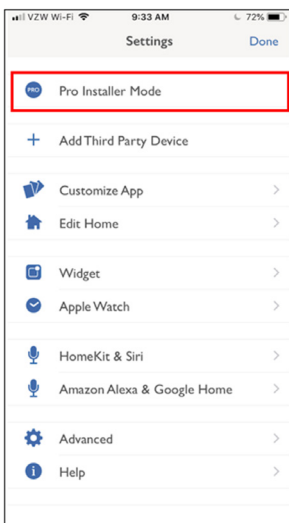 VZW Wi-Fi 9:33 AM 72%
Settings Done
PRO Pro Installer Mode
Add Third Party Device
Customize App
Edit Home
Widget
Apple Watch
HomeKit & Siri
Amazon Alexa & Google Home
Advanced
Help